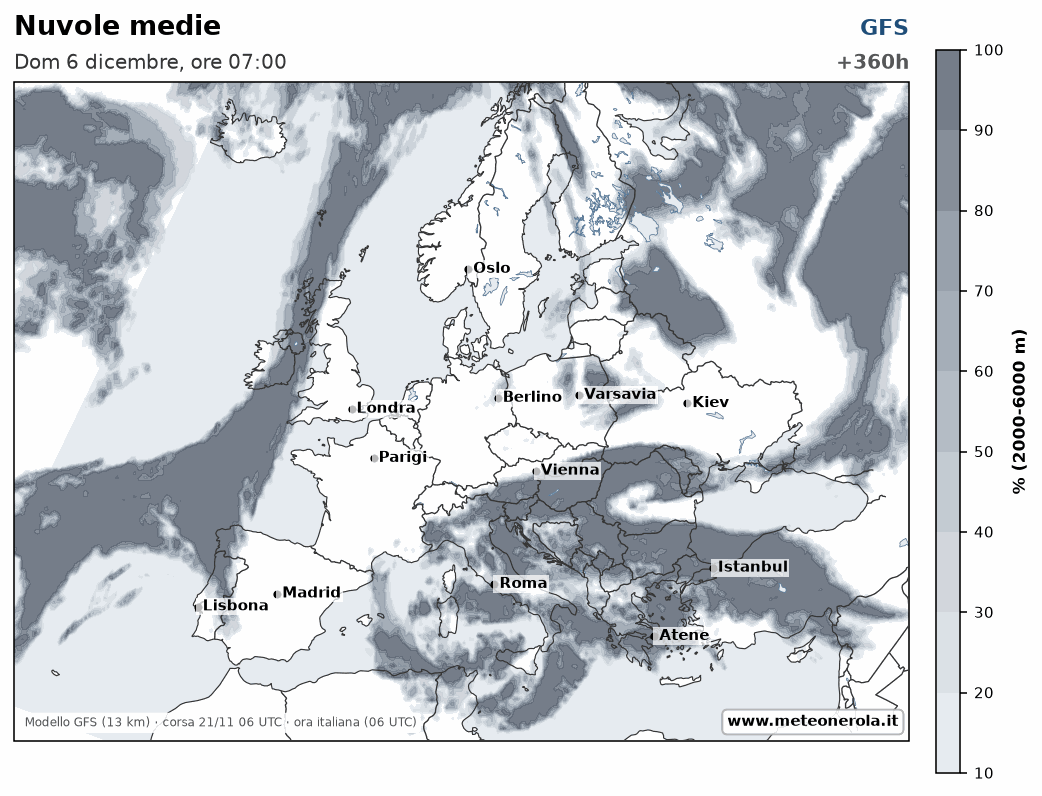 Nuvole medie
GFS
Dom 6 dicembre, ore 07:00
+360h
100
90
80
70
60
50
40
30
20
10
% (2000-6000 m)
Oslo
Londra
Berlino
Varsavia
Kiev
Parigi
Vienna
Istanbul
Roma
Madrid
Lisbona
Atene
Modello GFS (13 km) · corsa 21/11 06 UTC · ora italiana (06 UTC)
www.meteonerola.it